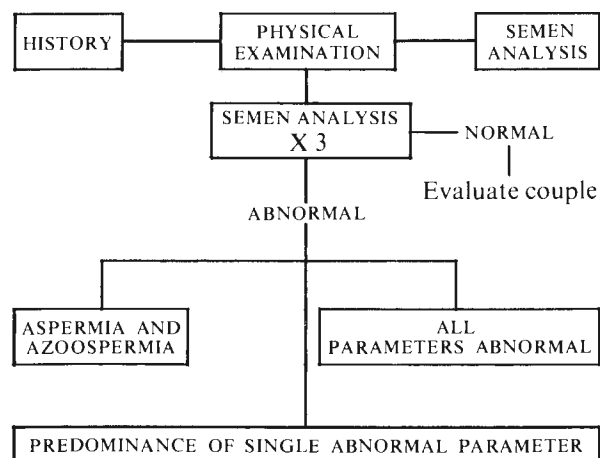 HISTORY
PHYSICAL
EXAMINATION
SEMEN
ANALYSIS
SEMEN ANALYSIS
X 3
NORMAL
Evaluate couple
ABNORMAL
ASPERMIA AND
AZOOSPERMIA
ALL
PARAMETERS ABNORMAL
PREDOMINANCE OF SINGLE ABNORMAL PARAMETER